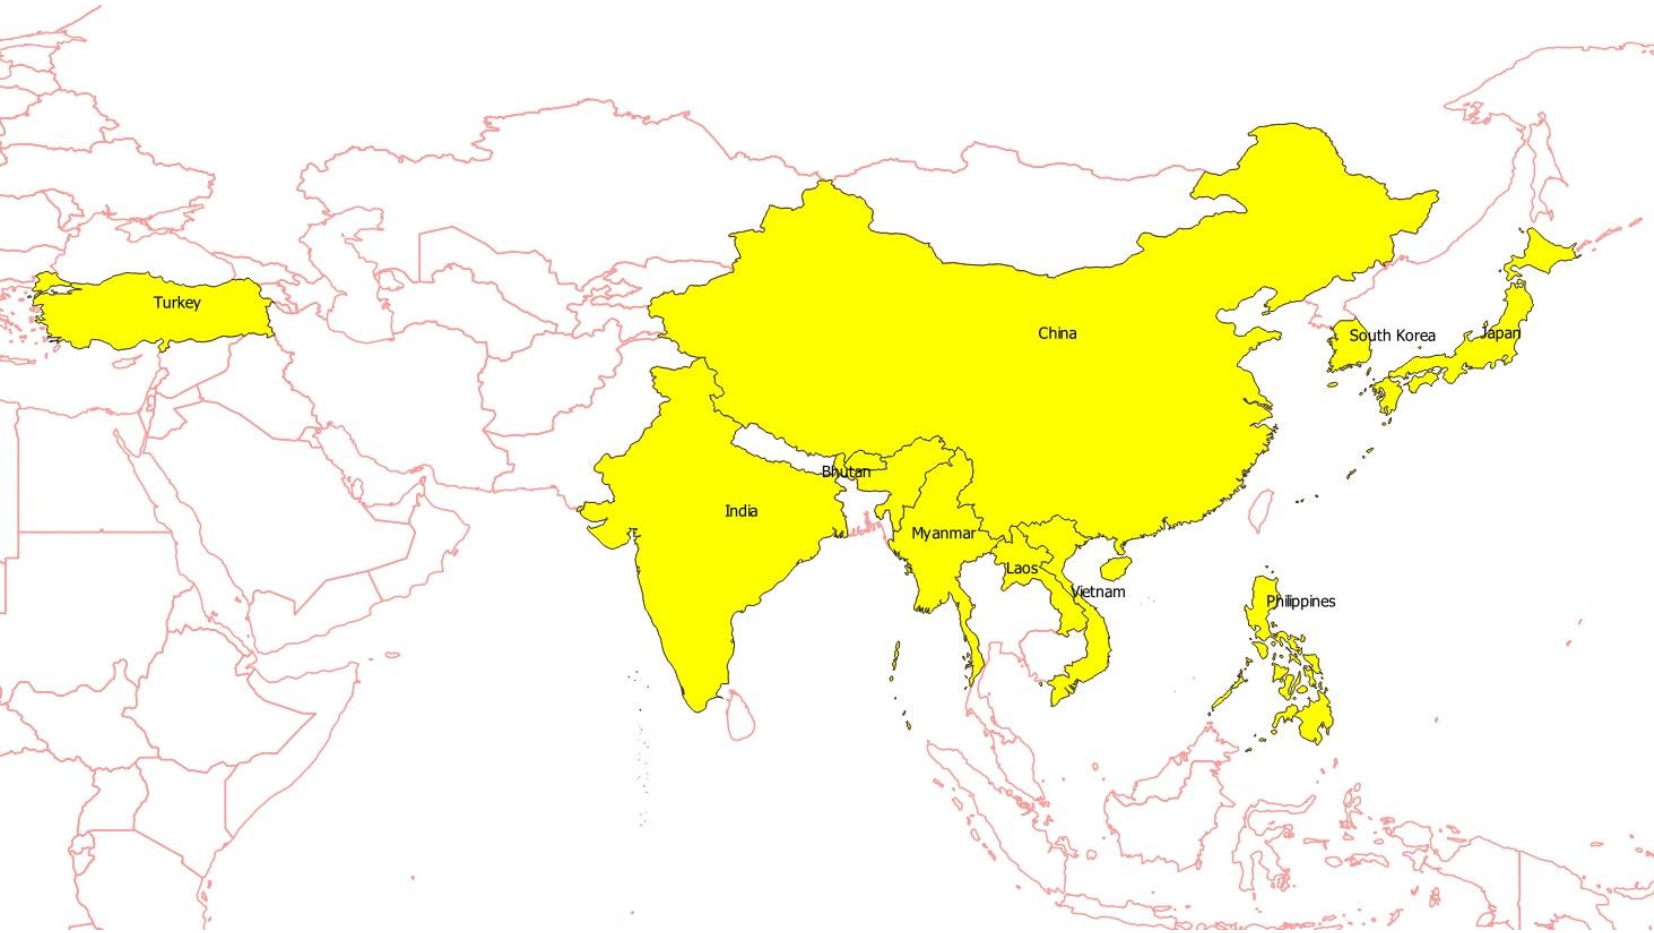 Turkey
China
South Korea
Japan
Bhutan
India
Myanmar
Laos
Vietnam
Philippines